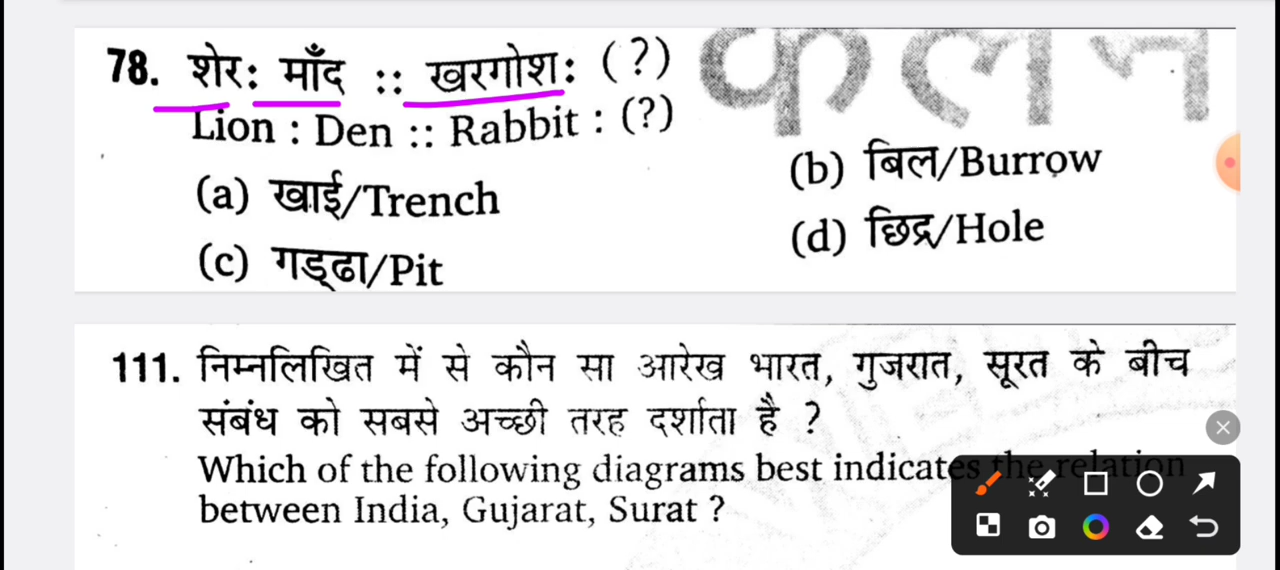 78. शेर: माँद :: खरगोश: (?)
Lion : Den :: Rabbit : (?)
(a) खाई/Trench
(b) बिल/Burrow
(c) गड्ढा/Pit
(d) छिद्र/Hole
कलन
111. निम्नलिखित में से कौन सा आरेख भारत, गुजरात, सूरत के बीच
संबंध को सबसे अच्छी तरह दर्शाता है ?
Which of the following diagrams best indicates the relation
between India, Gujarat, Surat ?